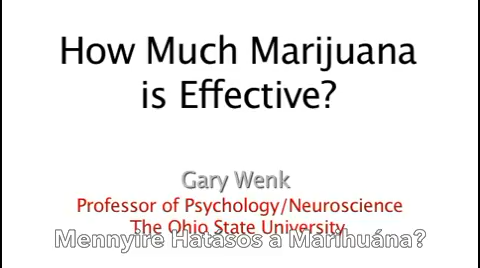 How Much Marijuana
is Effective?
Gary Wenk
Professor of Psychology/Neuroscience
The Ohio State University
Mennyire Hatásos a Marihuána?